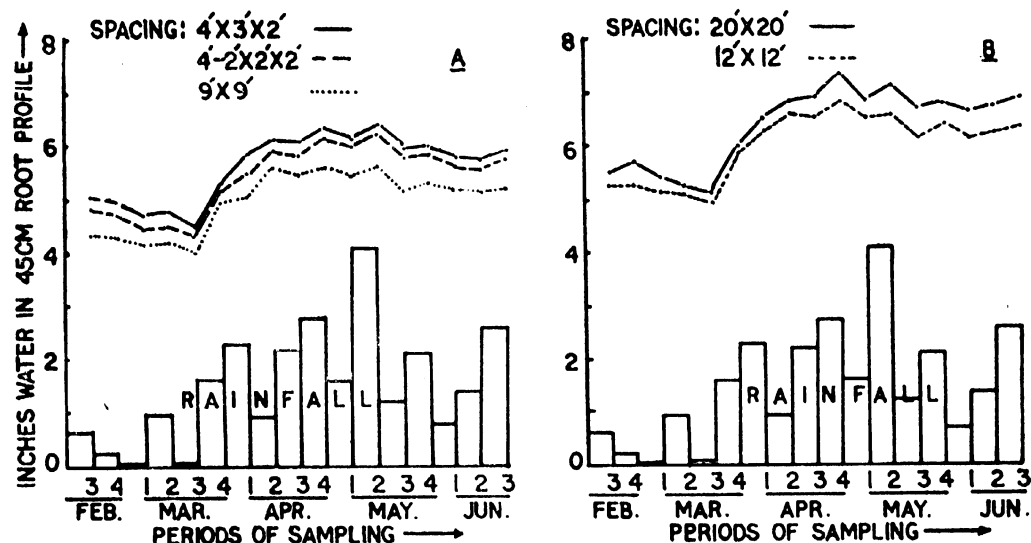 INCHES WATER IN 45CM ROOT PROFILE
SPACING: 4'X3'X2'
4'-2'X2'X2'
9'X9'
A
8
6
4
2
0
RAINFALL
3 4 1 2 3 4 1 2 3 4 1 2 3 4 1 2 3
FEB. MAR. APR. MAY. JUN.
PERIODS OF SAMPLING
SPACING: 20'X20'
12'X12'
B
8
6
4
2
0
RAINFALL
3 4 1 2 3 4 1 2 3 4 1 2 3 4 1 2 3
FEB. MAR. APR. MAY. JUN.
PERIODS OF SAMPLING